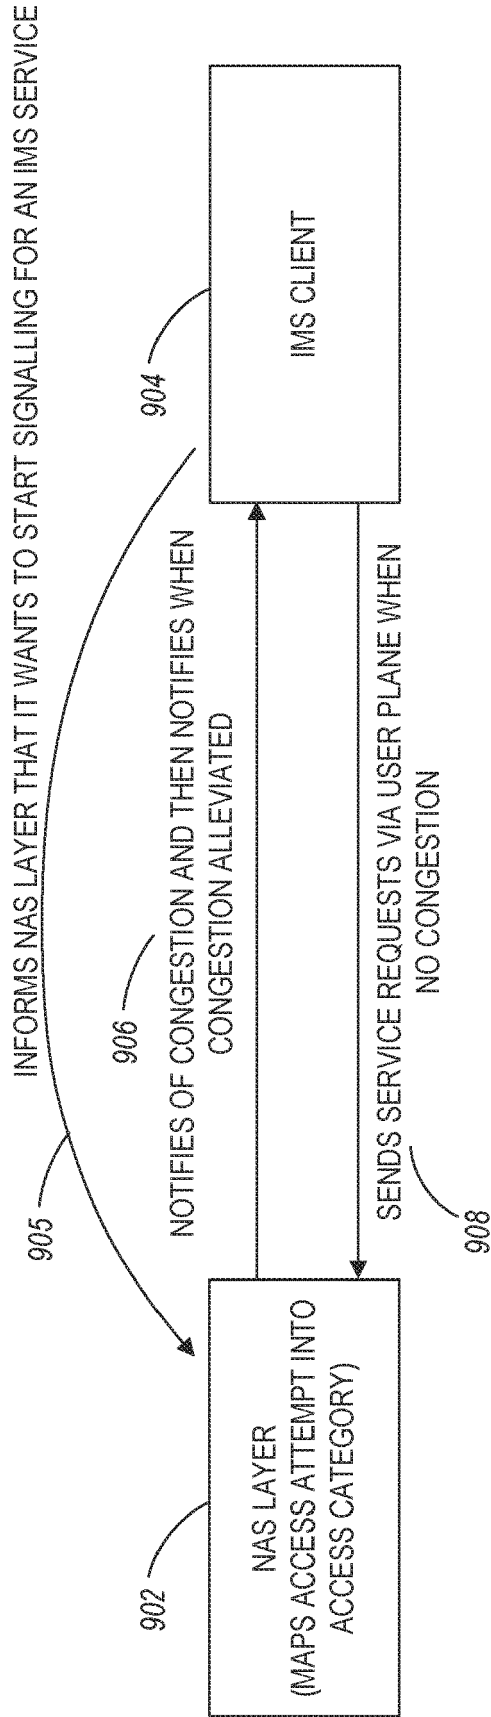 INFORMS NAS LAYER THAT IT WANTS TO START SIGNALLING FOR AN IMS SERVICE
905
904
902
906
NOTIFIES OF CONGESTION AND THEN NOTIFIES WHEN
CONGESTION ALLEVIATED
NAS LAYER
(MAPS ACCESS ATTEMPT INTO
ACCESS CATEGORY)
IMS CLIENT
SENDS SERVICE REQUESTS VIA USER PLANE WHEN
NO CONGESTION
908